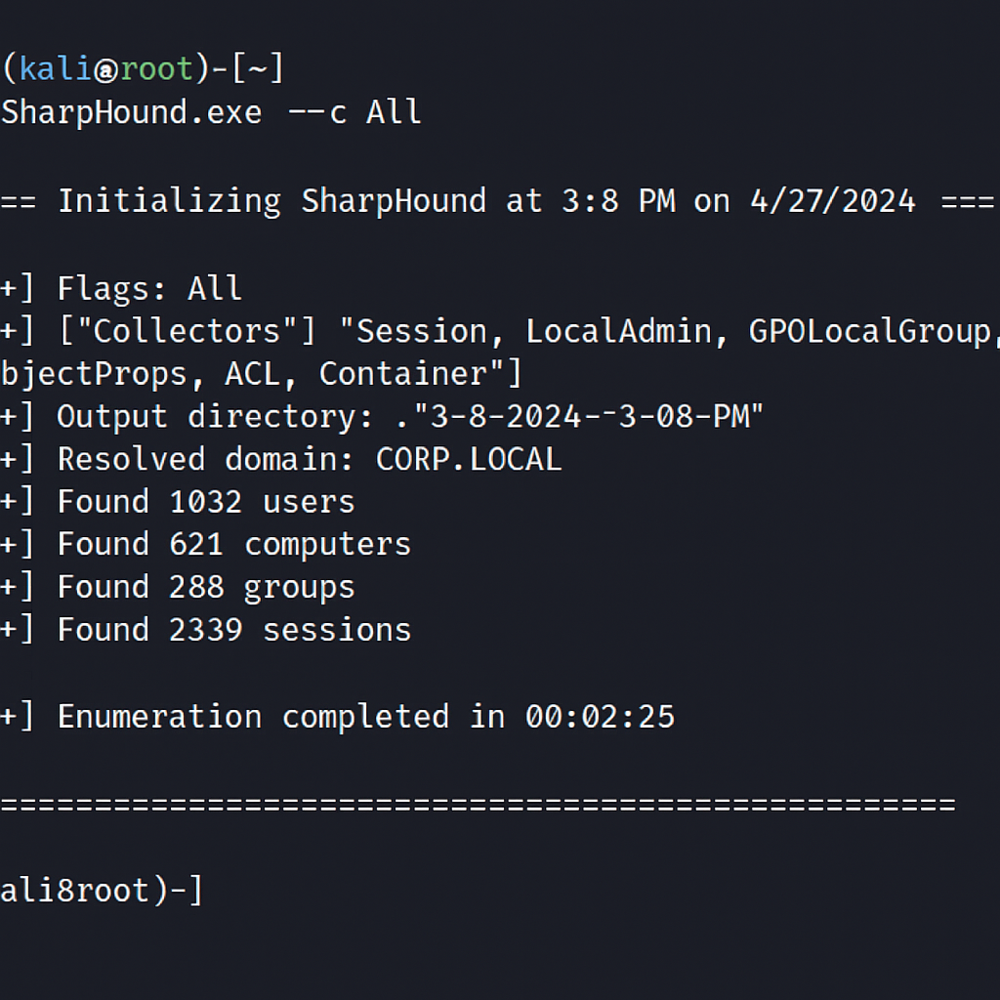 (kali@root)-[~]
SharpHound.exe --c All
== Initializing SharpHound at 3:8 PM on 4/27/2024 ===
+] Flags: All
+] ["Collectors"] "Session, LocalAdmin, GPOLocalGroup,
bjectProps, ACL, Container"]
+] Output directory: ."3-8-2024--3-08-PM"
+] Resolved domain: CORP.LOCAL
+] Found 1032 users
+] Found 621 computers
+] Found 288 groups
+] Found 2339 sessions
+] Enumeration completed in 00:02:25
===================================================
ali8root)-]